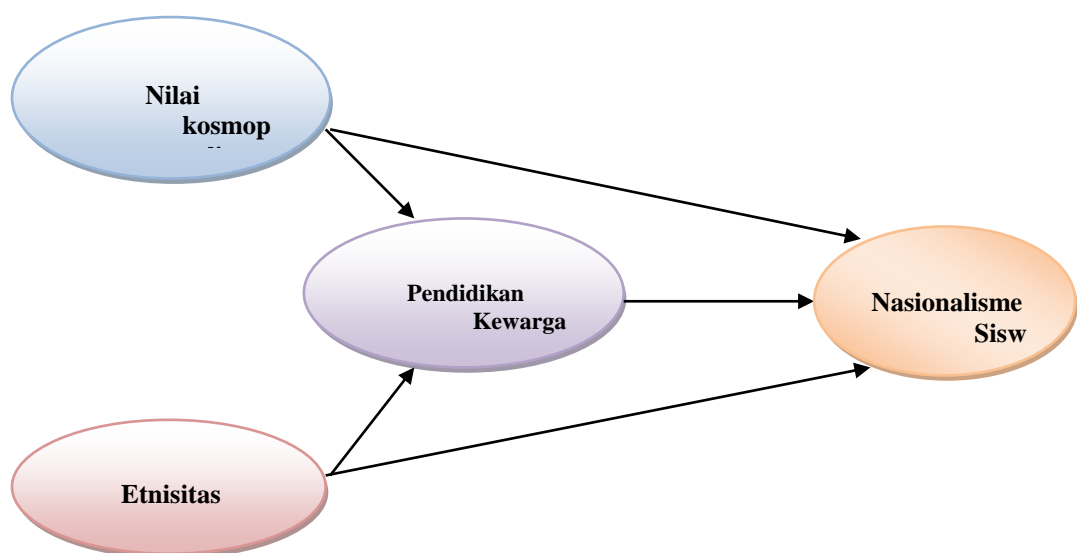 Nilai
kosmop
Pendidikan
Kewarga
Nasionalisme
Sisw
Etnisitas